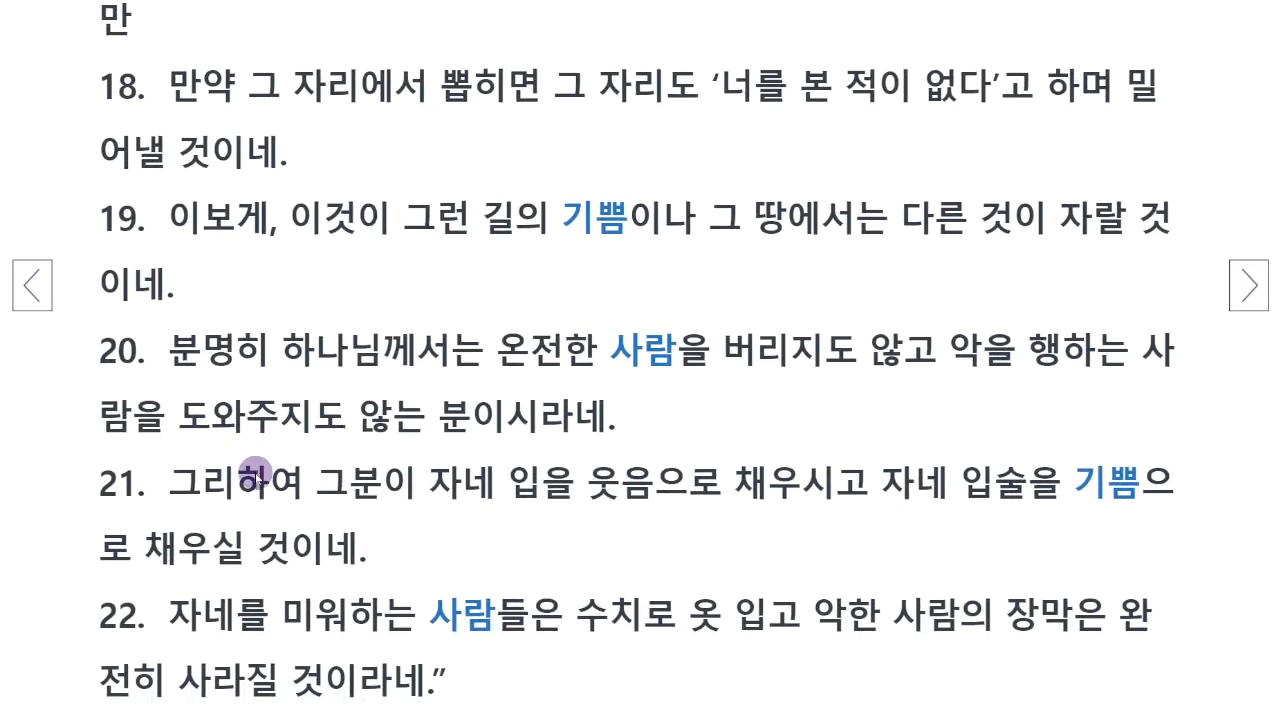 만
18. 만약 그 자리에서 뽑히면 그 자리도 ‘너를 본 적이 없다’고 하며 밀
어낼 것이네.
19. 이보게, 이것이 그런 길의 기쁨이나 그 땅에서는 다른 것이 자랄 것
이네.
20. 분명히 하나님께서는 온전한 사람을 버리지도 않고 악을 행하는 사
람을 도와주지도 않는 분이시라네.
21. 그리하여 그분이 자네 입을 웃음으로 채우시고 자네 입술을 기쁨으
로 채우실 것이네.
22. 자네를 미워하는 사람들은 수치로 옷 입고 악한 사람의 장막은 완
전히 사라질 것이라네.”